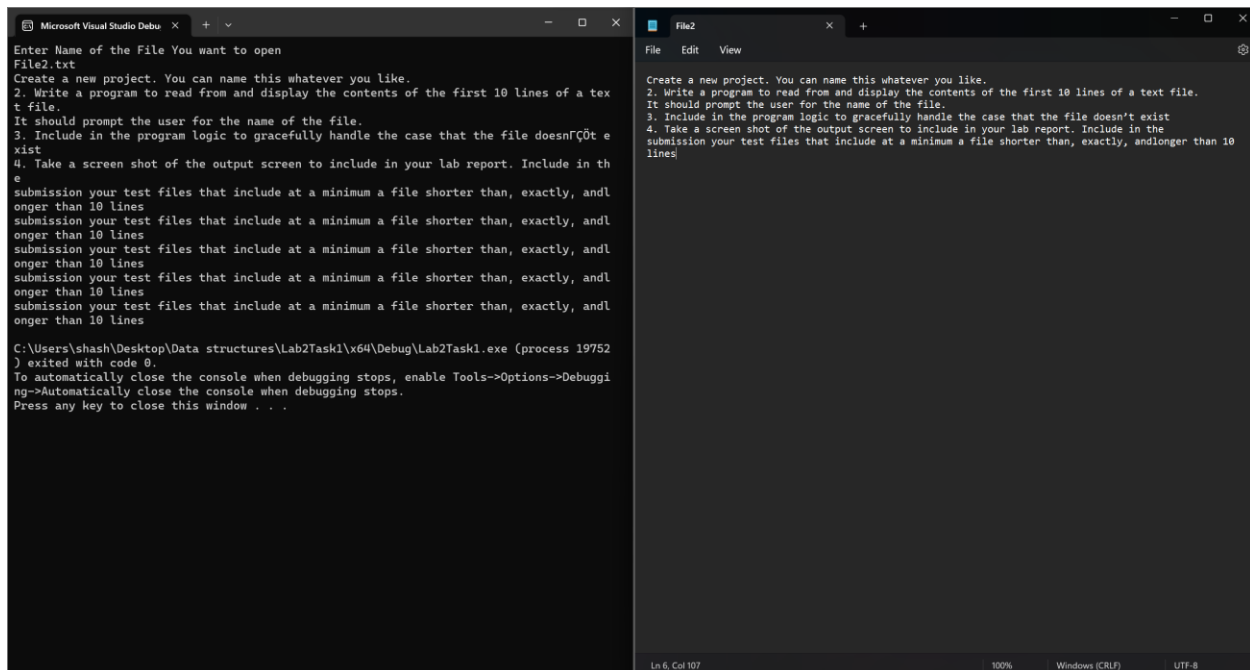 Microsoft Visual Studio Debu
Enter Name of the File You want to open
File2.txt
Create a new project. You can name this whatever you like.
2. Write a program to read from and display the contents of the first 10 lines of a tex
t file.
It should prompt the user for the name of the file.
3. Include in the program logic to gracefully handle the case that the file doesnΓÇÖt e
xist
4. Take a screen shot of the output screen to include in your lab report. Include in th
e
submission your test files that include at a minimum a file shorter than, exactly, andl
onger than 10 lines
submission your test files that include at a minimum a file shorter than, exactly, andl
onger than 10 lines
submission your test files that include at a minimum a file shorter than, exactly, andl
onger than 10 lines
submission your test files that include at a minimum a file shorter than, exactly, andl
onger than 10 lines
submission your test files that include at a minimum a file shorter than, exactly, andl
onger than 10 lines
C:\Users\shash\Desktop\Data structures\Lab2Task1\x64\Debug\Lab2Task1.exe (process 19752
) exited with code 0.
To automatically close the console when debugging stops, enable Tools->Options->Debuggi
ng->Automatically close the console when debugging stops.
Press any key to close this window . . .
File2
File Edit View
Create a new project. You can name this whatever you like.
2. Write a program to read from and display the contents of the first 10 lines of a text file.
It should prompt the user for the name of the file.
3. Include in the program logic to gracefully handle the case that the file doesn’t exist
4. Take a screen shot of the output screen to include in your lab report. Include in the
submission your test files that include at a minimum a file shorter than, exactly, andlonger than 10
lines
Ln 6, Col 107 100% Windows (CRLF) UTF-8